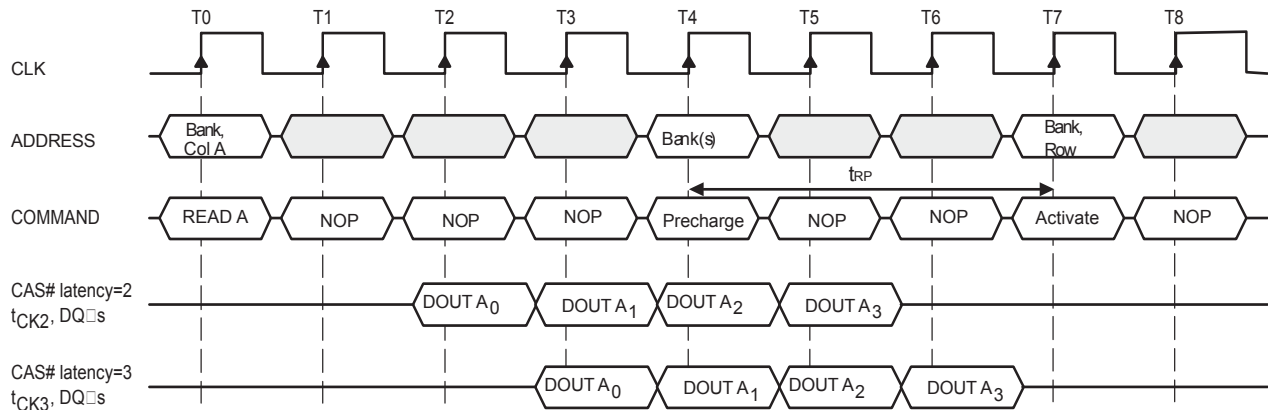 T0 T1 T2 T3 T4 T5 T6 T7 T8
CLK
ADDRESS
Bank,
Col A
Bank(s)
Bank,
Row
tRP
COMMAND
READ A NOP NOP NOP Precharge NOP NOP Activate NOP
CAS# latency=2
tCK2, DQ□s
DOUT A0 DOUT A1 DOUT A2 DOUT A3
CAS# latency=3
tCK3, DQ□s
DOUT A0 DOUT A1 DOUT A2 DOUT A3